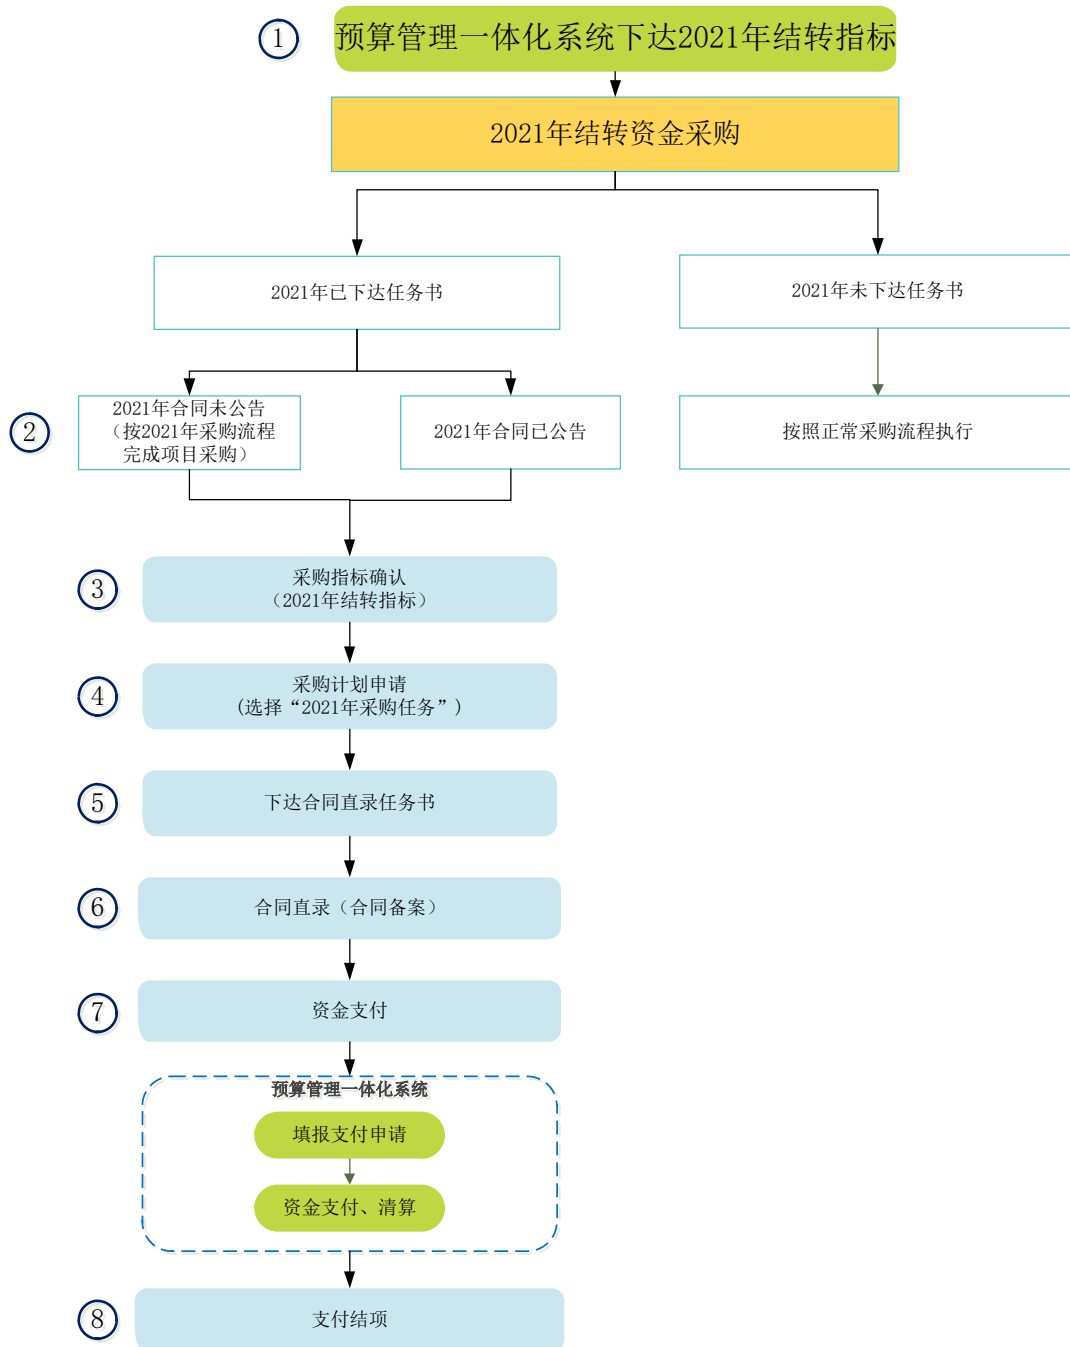 ①
预算管理一体化系统下达2021年结转指标
2021年结转资金采购
2021年已下达任务书
2021年未下达任务书
②
2021年合同未公告
（按2021年采购流程
完成项目采购）
2021年合同已公告
按照正常采购流程执行
③
采购指标确认
（2021年结转指标）
④
采购计划申请
(选择“2021年采购任务”)
⑤
下达合同直录任务书
⑥
合同直录（合同备案）
⑦
资金支付
预算管理一体化系统
填报支付申请
资金支付、清算
⑧
支付结项